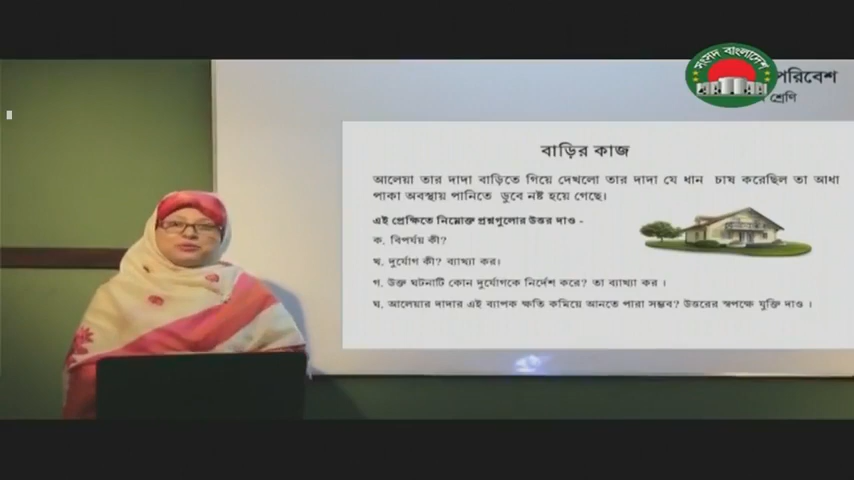 সংসদ বাংলাদেশ
পরিবেশ
শ্রেণি
বাড়ির কাজ
আলেয়া তার দাদা বাড়িতে গিয়ে দেখলো তার দাদা যে ধান চাষ করেছিল তা আধা
পাকা অবস্থায় পানিতে ডুবে নষ্ট হয়ে গেছে।
এই প্রেক্ষিতে নিম্নোক্ত প্রশ্নগুলোর উত্তর দাও -
ক. বিপর্যয় কী?
খ. দুর্যোগ কী? ব্যাখ্যা কর।
গ. উক্ত ঘটনাটি কোন দুর্যোগকে নির্দেশ করে? তা ব্যাখ্যা কর ।
ঘ. আলেয়ার দাদার এই ব্যাপক ক্ষতি কমিয়ে আনতে পারা সম্ভব? উত্তরের স্বপক্ষে যুক্তি দাও ।